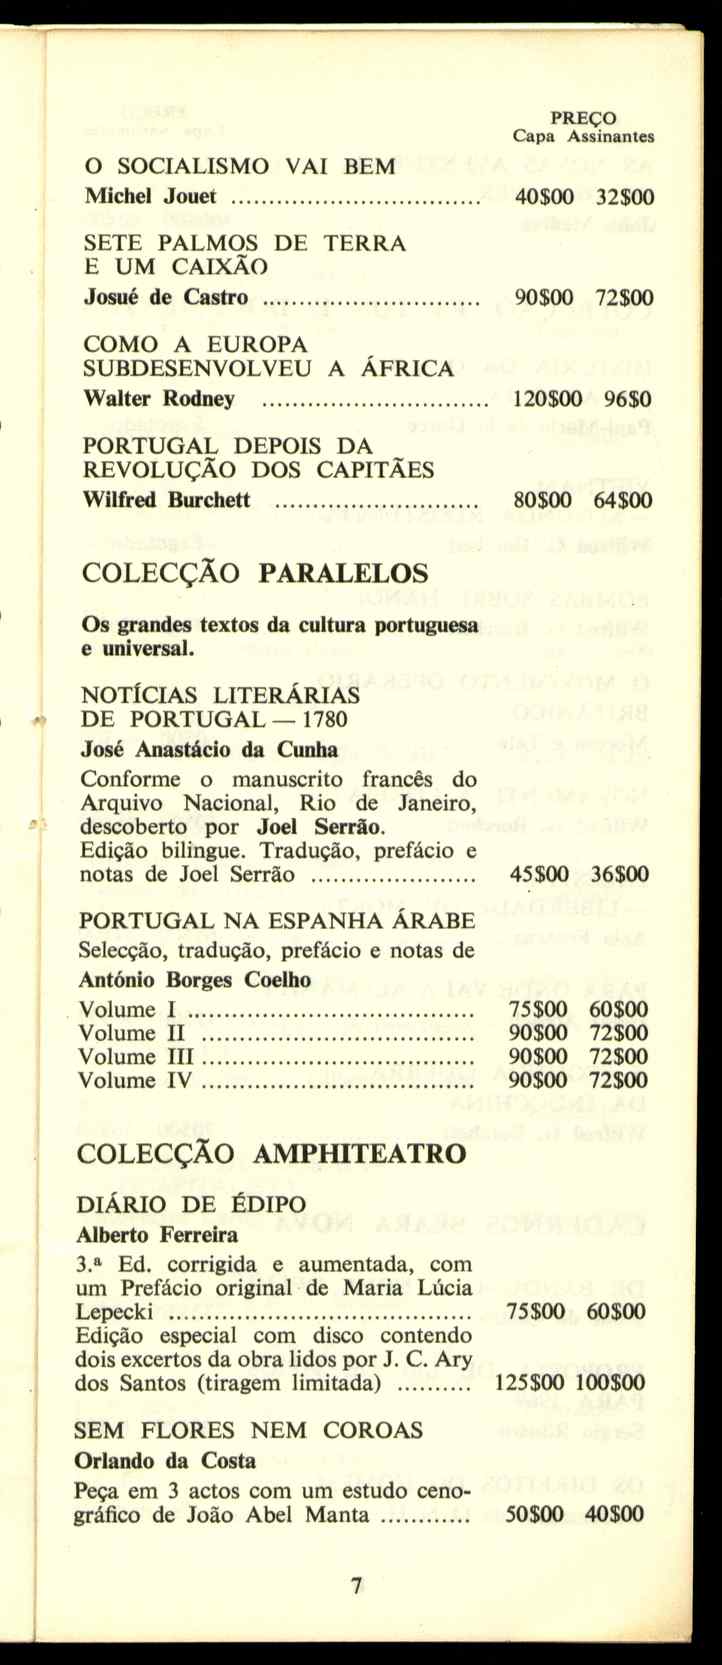 PREÇO
Capa Assinantes
O SOCIALISMO VAI BEM
Michel Jouet ................................ 40$00 32$00
SETE PALMOS DE TERRA
E UM CAIXÃO
Josué de Castro ............................ 90$00 72$00
COMO A EUROPA
SUBDESENVOLVEU A ÁFRICA
Walter Rodney ............................. 120$00 96$0
PORTUGAL DEPOIS DA
REVOLUÇÃO DOS CAPITÃES
Wilfred Burchett .......................... 80$00 64$00
COLECÇÃO PARALELOS
Os grandes textos da cultura portuguesa
e universal.
NOTÍCIAS LITERÁRIAS
DE PORTUGAL — 1780
José Anastácio da Cunha
Conforme o manuscrito francês do
Arquivo Nacional, Rio de Janeiro,
descoberto por Joel Serrão.
Edição bilingue. Tradução, prefácio e
notas de Joel Serrão ..................... 45$00 36$00
PORTUGAL NA ESPANHA ÁRABE
Selecção, tradução, prefácio e notas de
António Borges Coelho
Volume I ..................................... 75$00 60$00
Volume II ................................... 90$00 72$00
Volume III ................................... 90$00 72$00
Volume IV ................................... 90$00 72$00
COLECÇÃO AMPHITEATRO
DIÁRIO DE ÉDIPO
Alberto Ferreira
3.ª Ed. corrigida e aumentada, com
um Prefácio original de Maria Lúcia
Lepecki ....................................... 75$00 60$00
Edição especial com disco contendo
dois excertos da obra lidos por J. C. Ary
dos Santos (tiragem limitada) .......... 125$00 100$00
SEM FLORES NEM COROAS
Orlando da Costa
Peça em 3 actos com um estudo ceno-
gráfico de João Abel Manta ............ 50$00 40$00
7